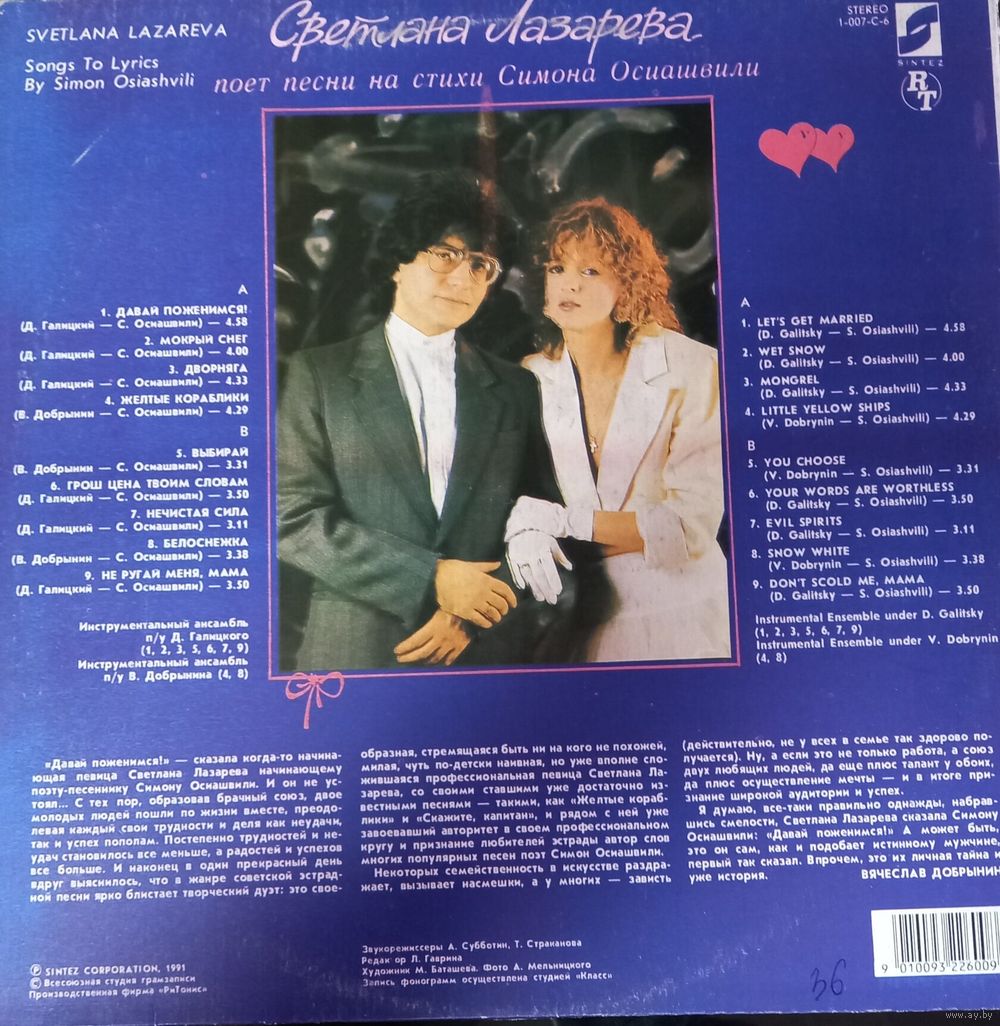 SVETLANA LAZAREVA
Songs To Lyrics
By Simon Osiashvili
Светлана Лазарева
поет песни на стихи Симона Осиашвили
STEREO
1-007-C-6
SINTEZ
RT
A
1. ДАВАЙ ПОЖЕНИМСЯ!
(Д. Галицкий — С. Осиашвили) — 4.58
2. МОКРЫЙ СНЕГ
(Д. Галицкий — С. Осиашвили) — 4.00
3. ДВОРНЯГА
(Д. Галицкий — С. Осиашвили) — 4.33
4. ЖЕЛТЫЕ КОРАБЛИКИ
(В. Добрынин — С. Осиашвили) — 4.29
B
5. ВЫБИРАЙ
(В. Добрынин — С. Осиашвили) — 3.31
6. ГРОШ ЦЕНА ТВОИМ СЛОВАМ
(Д. Галицкий — С. Осиашвили) — 3.50
7. НЕЧИСТАЯ СИЛА
(Д. Галицкий — С. Осиашвили) — 3.11
8. БЕЛОСНЕЖКА
(В. Добрынин — С. Осиашвили) — 3.38
9. НЕ РУГАЙ МЕНЯ, МАМА
(Д. Галицкий — С. Осиашвили) — 3.50
Инструментальный ансамбль
п/у Д. Галицкого
(1, 2, 3, 5, 6, 7, 9)
Инструментальный ансамбль
п/у В. Добрынина (4, 8)
A
1. LET'S GET MARRIED
(D. Galitsky — S. Osiashvili) — 4.58
2. WET SNOW
(D. Galitsky — S. Osiashvili) — 4.00
3. MONGREL
(D. Galitsky — S. Osiashvili) — 4.33
4. LITTLE YELLOW SHIPS
(V. Dobrynin — S. Osiashvili) — 4.29
B
5. YOU CHOOSE
(V. Dobrynin — S. Osiashvili) — 3.31
6. YOUR WORDS ARE WORTHLESS
(D. Galitsky — S. Osiashvili) — 3.50
7. EVIL SPIRITS
(D. Galitsky — S. Osiashvili) — 3.11
8. SNOW WHITE
(V. Dobrynin — S. Osiashvili) — 3.38
9. DON'T SCOLD ME, MAMA
(D. Galitsky — S. Osiashvili) — 3.50
Instrumental Ensemble under D. Galitsky
(1, 2, 3, 5, 6, 7, 9)
Instrumental Ensemble under V. Dobrynin
(4, 8)
«Давай поженимся!» — сказала когда-то начина-
ющая певица Светлана Лазарева начинающему
поэту-песеннику Симону Осиашвили. И он не ус
тоял... С тех пор, образовав брачный союз, двое
молодых людей пошли по жизни вместе, преодо-
левая каждый свои трудности и деля как неудачи,
так и успех пополам. Постепенно трудностей и не-
удач становилось все меньше, а радостей и успехов
все больше. И наконец в один прекрасный день
вдруг выяснилось, что в жанре советской эстрад-
ной песни ярко блистает творческий дуэт: это свое-
образная, стремящаяся быть ни на кого не похожей,
милая, чуть по-детски наивная, но уже вполне сло-
жившаяся профессиональная певица Светлана Ла-
зарева, со своими ставшими уже достаточно из-
вестными песнями — такими, как «Желтые кораб-
лики» и «Скажите, капитан», и рядом с ней уже
завоевавший авторитет в своем профессиональном
кругу и признание любителей эстрады автор слов
многих популярных песен поэт Симон Осиашвили.
Некоторых семейственность в искусстве раздра-
жает, вызывает насмешки, а у многих — зависть
(действительно, не у всех в семье так здорово по-
лучается). Ну, а если это не только работа, а союз
двух любящих людей, да еще плюс талант у обоих,
да плюс осуществление мечты — и в итоге при-
знание широкой аудитории и успех.
Я думаю, все-таки правильно однажды, набрав-
шись смелости, Светлана Лазарева сказала Симону
Осиашвили: «Давай поженимся!» А может быть,
это он сам, как и подобает истинному мужчине,
первый так сказал. Впрочем, это их личная тайна и
уже история.
ВЯЧЕСЛАВ ДОБРЫНИН
℗ SINTEZ CORPORATION, 1991
© Всесоюзная студия грамзаписи
Производственная фирма «РиТонис»
Звукорежиссеры А. Субботин, Т. Страканова
Редактор Л. Гаврина
Художник М. Баташева. Фото А. Мельницкого
Запись фонограмм осуществлена студией «Класс»
36
9 010093 226009
www.ay.by